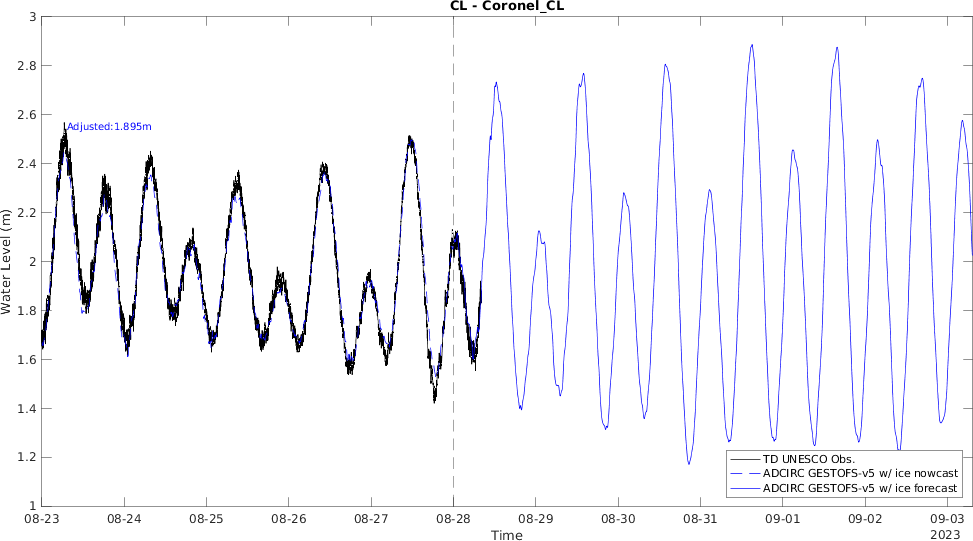 CL - Coronel_CL
3
2.8
2.6
2.4
2.2
2
1.8
1.6
1.4
1.2
1
Water Level (m)
Adjusted:1.895m
TD UNESCO Obs.
ADCIRC GESTOFS-v5 w/ ice nowcast
ADCIRC GESTOFS-v5 w/ ice forecast
08-23 08-24 08-25 08-26 08-27 08-28 08-29 08-30 08-31 09-01 09-02 09-03
2023
Time